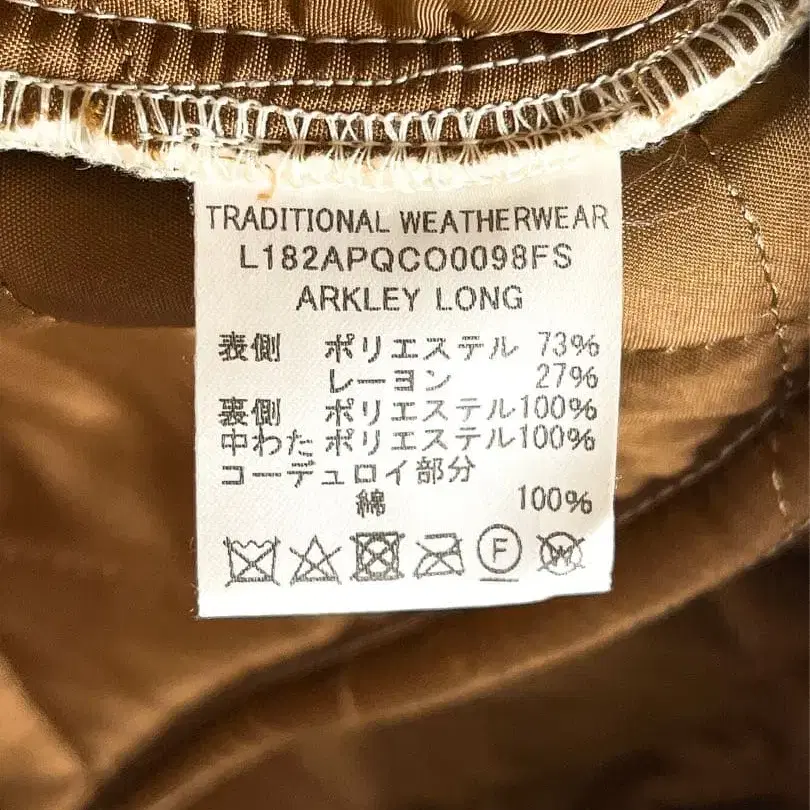 TRADITIONAL WEATHERWEAR
L182APQCO0098FS
ARKLEY LONG
表側 ポリエステル 73%
レーヨン 27%
裏側 ポリエステル100%
中わた ポリエステル100%
コーデュロイ部分
綿 100%
F W